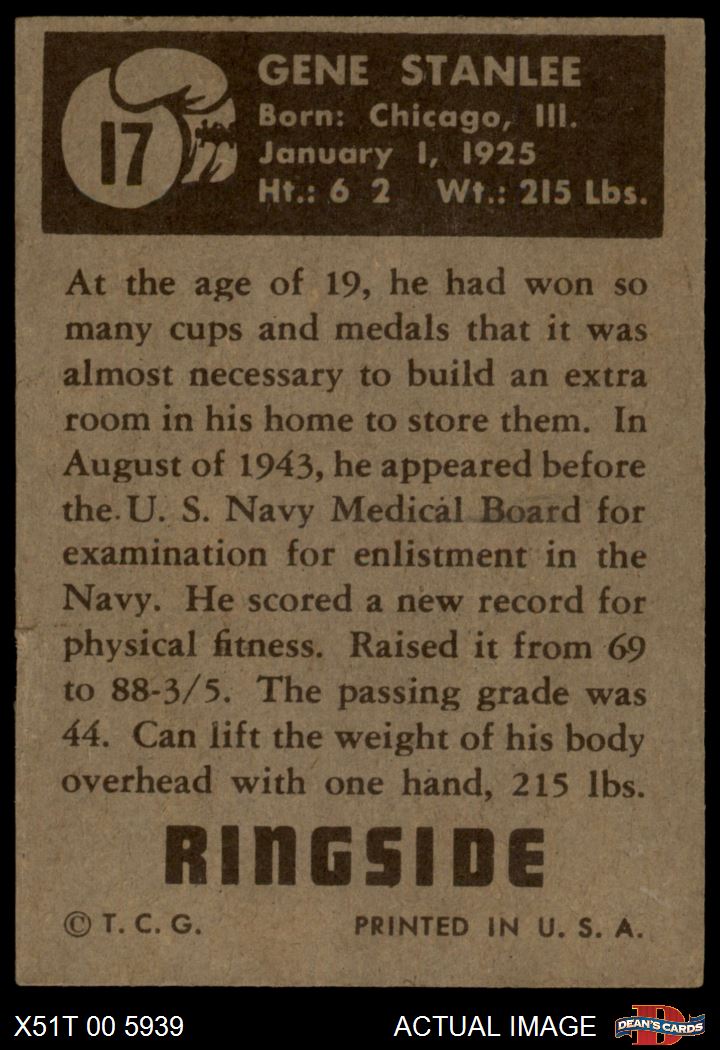 17
GENE STANLEE
Born: Chicago, Ill.
January 1, 1925
Ht.: 6 2 Wt.: 215 Lbs.
At the age of 19, he had won so
many cups and medals that it was
almost necessary to build an extra
room in his home to store them. In
August of 1943, he appeared before
the U. S. Navy Medical Board for
examination for enlistment in the
Navy. He scored a new record for
physical fitness. Raised it from 69
to 88-3/5. The passing grade was
44. Can lift the weight of his body
overhead with one hand, 215 lbs.
RINGSIDE
© T. C. G. PRINTED IN U. S. A.
X51T 00 5939 ACTUAL IMAGE D DEAN'S CARDS